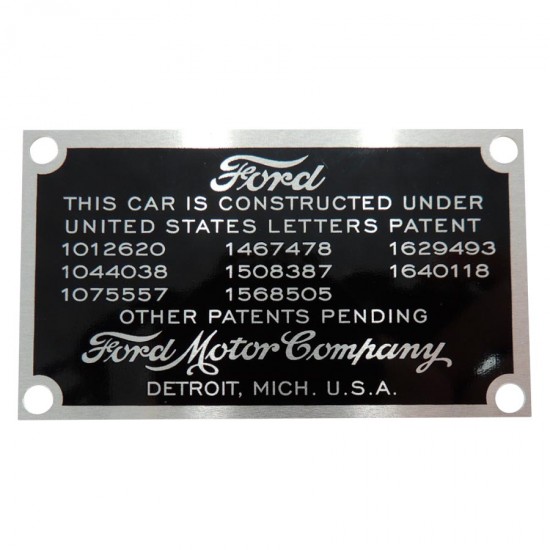 Ford
THIS CAR IS CONSTRUCTED UNDER
UNITED STATES LETTERS PATENT
1012620 1467478 1629493
1044038 1508387 1640118
1075557 1568505
OTHER PATENTS PENDING
Ford Motor Company
DETROIT, MICH. U.S.A.